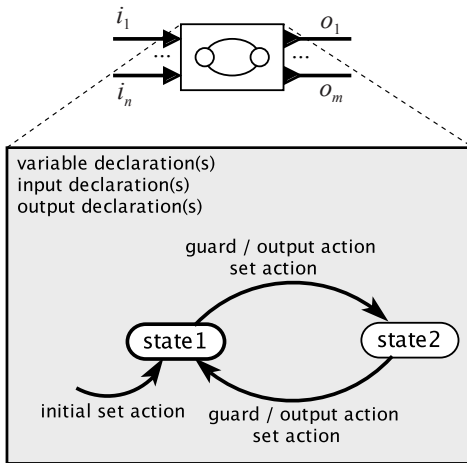 i1
o1
...
...
in
om
variable declaration(s)
input declaration(s)
output declaration(s)
guard / output action
set action
state1
state2
initial set action
guard / output action
set action